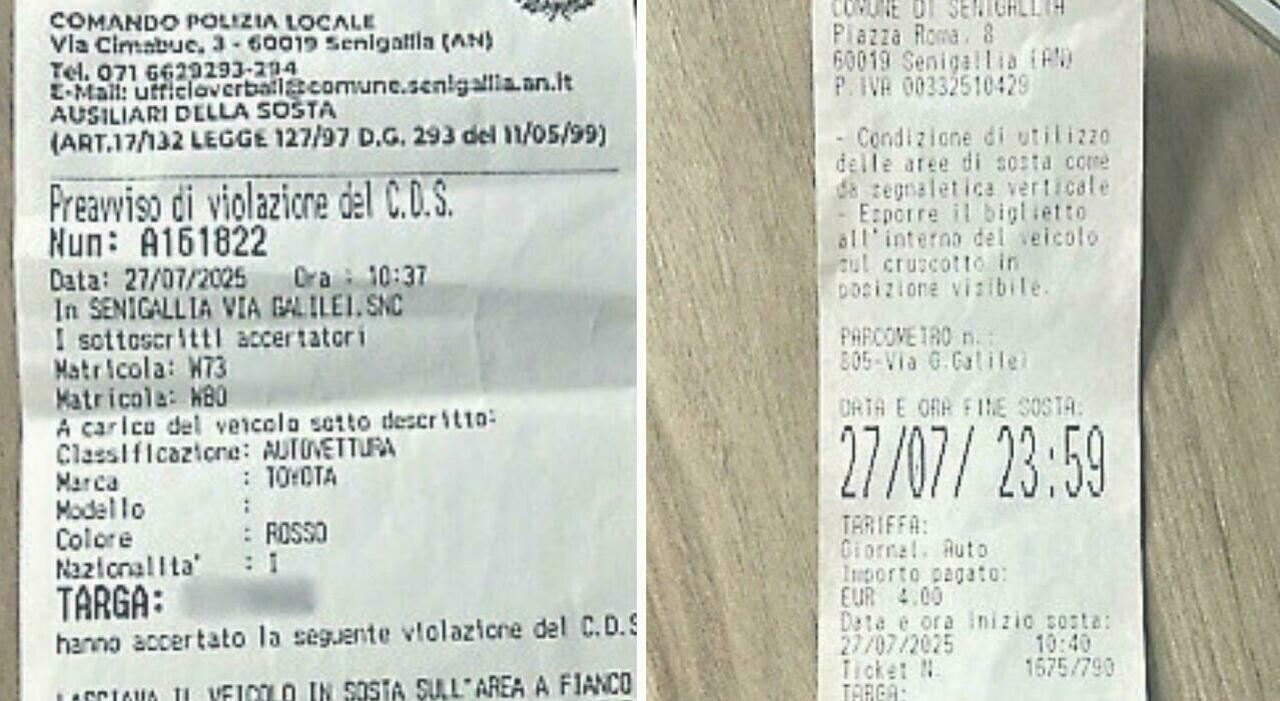 COMANDO POLIZIA LOCALE
Via Cimabue, 3 - 60019 Senigallia (AN)
Tel. 071 6629293-294
E-Mail: ufficioverbali@comune.senigallia.an.it
AUSILIARI DELLA SOSTA
(ART.17/132 LEGGE 127/97 D.G. 293 del 11/05/99)
Preavviso di violazione del C.D.S.
Num: A161822
Data: 27/07/2025 Ora : 10:37
In SENIGALLIA VIA GALILEI.SNC
I sottoscritti accertatori
Matricola: W73
Matricola: W80
A carico del veicolo sotto descritto:
Classificazione: AUTOVETTURA
Marca : TOYOTA
Modello :
Colore : ROSSO
Nazionalita' : I
TARGA:
hanno accertato la seguente violazione del C.D.S
LASCIAVA IL VEICOLO IN SOSTA SULL'AREA A FIANCO
COMUNE DI SENIGALLIA
Piazza Roma, 8
60019 Senigallia (AN)
P.IVA 00332510429
- Condizione di utilizzo
delle aree di sosta come
da segnaletica verticale
- Esporre il biglietto
all'interno del veicolo
sul cruscotto in
posizione visibile.
PARCOMETRO n.:
805-Via G.Galilei
DATA E ORA FINE SOSTA:
27/07/ 23:59
TARIFFA:
Giornal. Auto
Importo pagato:
EUR 4.00
Data e ora inizio sosta:
27/07/2025 10:40
Ticket N. 1675/790
TARGA: